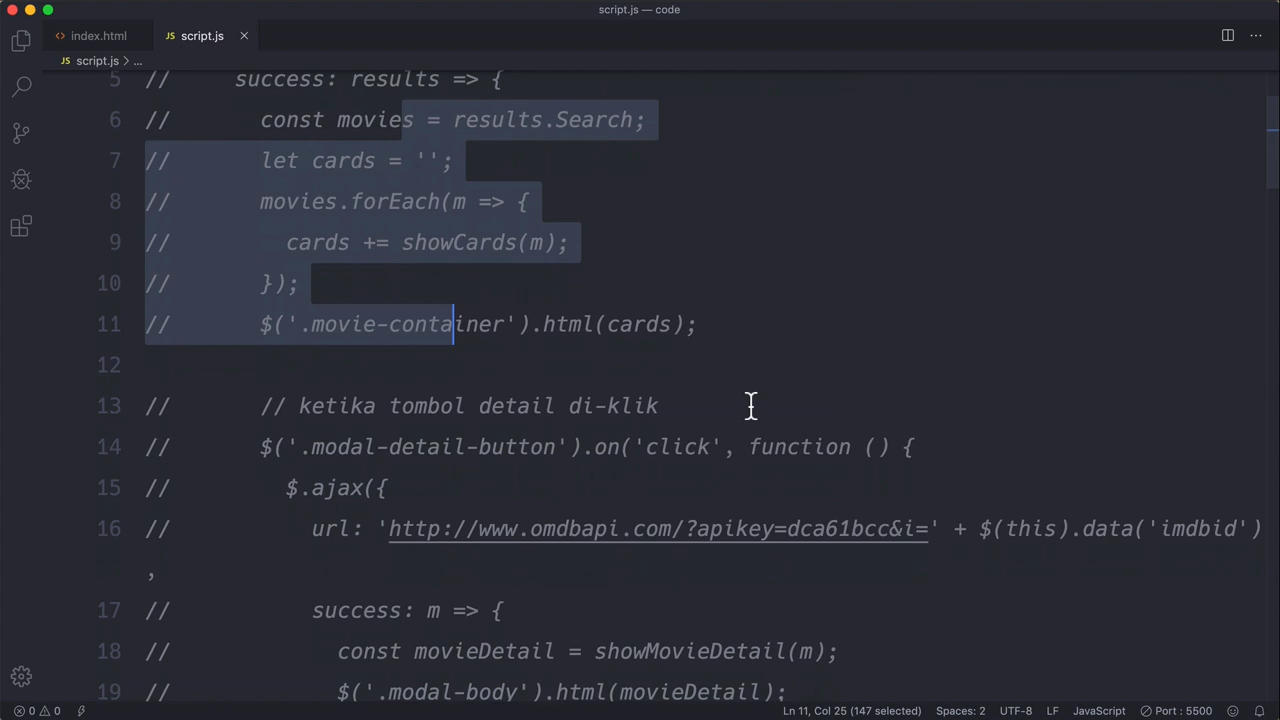 script.js — code
index.html
JS script.js
JS script.js > ...
5 // success: results => {
6 // const movies = results.Search;
7 // let cards = '';
8 // movies.forEach(m => {
9 // cards += showCards(m);
10 // });
11 // $('.movie-container').html(cards);
12
13 // // ketika tombol detail di-klik
14 // $('.modal-detail-button').on('click', function () {
15 // $.ajax({
16 // url: 'http://www.omdbapi.com/?apikey=dca61bcc&i=' + $(this).data('imdbid')
,
17 // success: m => {
18 // const movieDetail = showMovieDetail(m);
19 // $('.modal-body').html(movieDetail);
0 0 Ln 11, Col 25 (147 selected) Spaces: 2 UTF-8 LF JavaScript Port : 5500